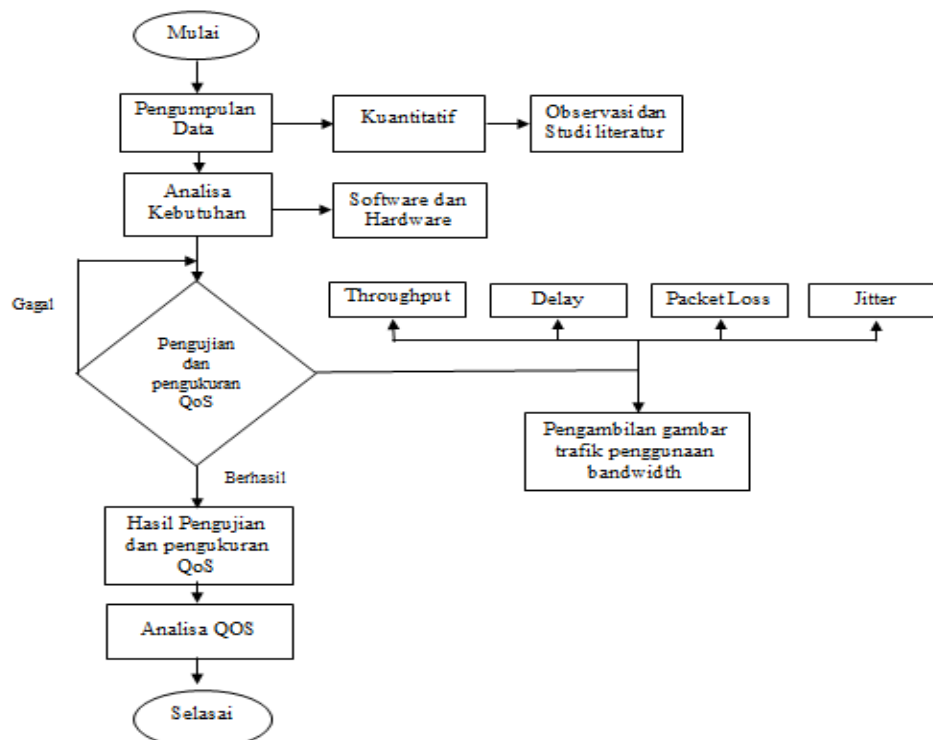 Mulai
Pengumpulan
Data
Kuantitatif
Observasi dan
Studi literatur
Analisa
Kebutuhan
Software dan
Hardware
Gagal
Throughput
Delay
Packet Loss
Jitter
Pengujian
dan
pengukuran
QoS
Pengambilan gambar
trafik penggunaan
bandwidth
Berhasil
Hasil Pengujian
dan pengukuran
QoS
Analisa QOS
Selasai